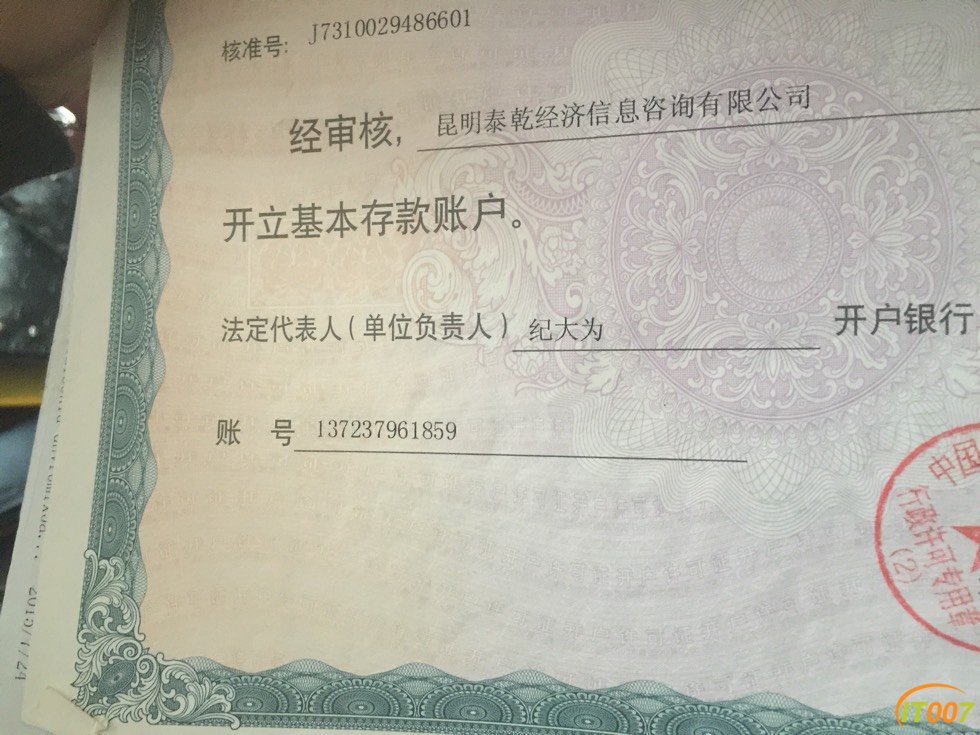 核准号: J7310029486601
经审核, 昆明泰乾经济信息咨询有限公司
开立基本存款账户。
法定代表人(单位负责人) 纪大为 开户银行
账 号 137237961859
中国
行政许可专用章
(2)
IT007